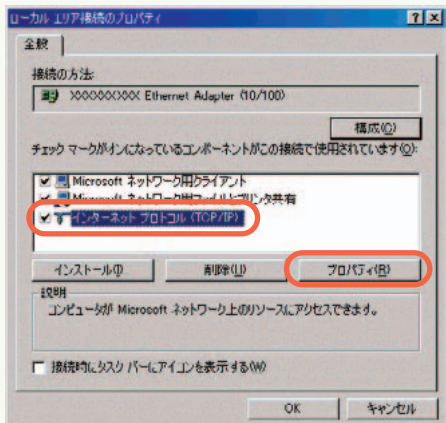 ローカル エリア接続のプロパティ
全般
接続の方法:
XXXXXXXXX Ethernet Adapter (10/100)
構成(C)
チェック マークがオンになっているコンポーネントがこの接続で使用されています(O):
Microsoft ネットワーク用クライアント
Microsoft ネットワーク用ファイルとプリンタ共有
インターネット プロトコル (TCP/IP)
インストール(I) 削除(U) プロパティ(R)
説明
コンピュータが Microsoft ネットワーク上のリソースにアクセスできます。
接続時にタスク バーにアイコンを表示する(W)
OK キャンセル